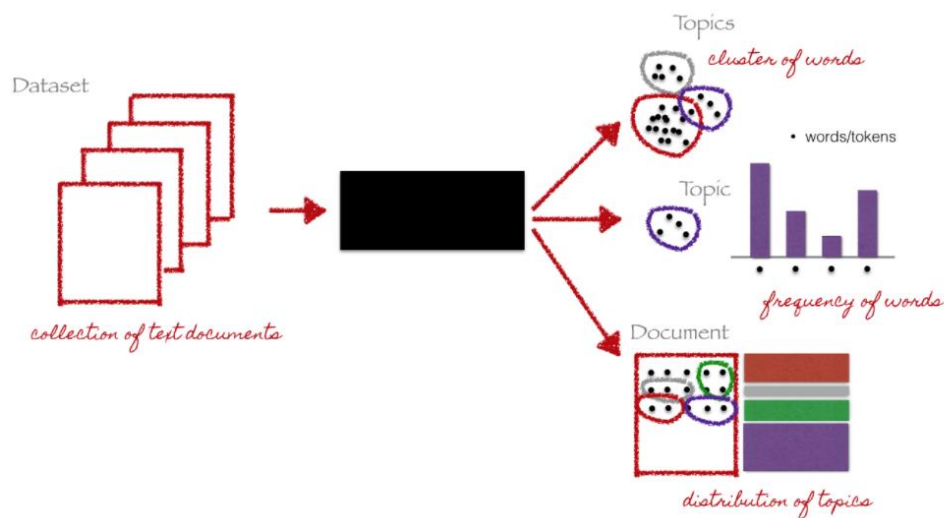 Dataset
collection of text documents
Topics
cluster of words
• words/tokens
Topic
frequency of words
Document
distribution of topics